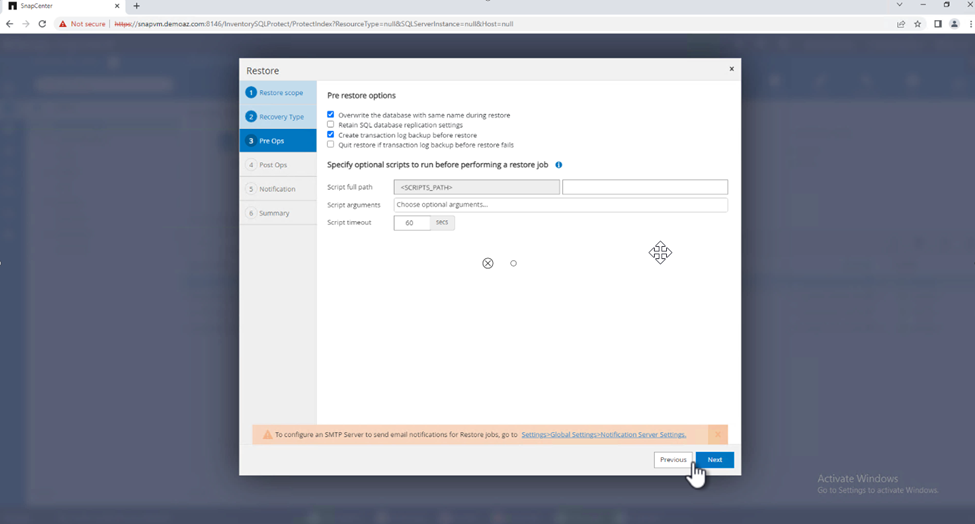 SnapCenter
Not secure https://snapvm.demoaz.com:8146/InventorySQLProtect/ProtectIndex?ResourceType=null&SQLServerInstance=null&Host=null
Restore
1 Restore scope
2 Recovery Type
3 Pre Ops
4 Post Ops
5 Notification
6 Summary
Pre restore options
Overwrite the database with same name during restore
Retain SQL database replication settings
Create transaction log backup before restore
Quit restore if transaction log backup before restore fails
Specify optional scripts to run before performing a restore job
Script full path <SCRIPTS_PATH>
Script arguments Choose optional arguments...
Script timeout 60 secs
To configure an SMTP Server to send email notifications for Restore jobs, go to Settings>Global Settings>Notification Server Settings.
Previous Next
Activate Windows
Go to Settings to activate Windows.